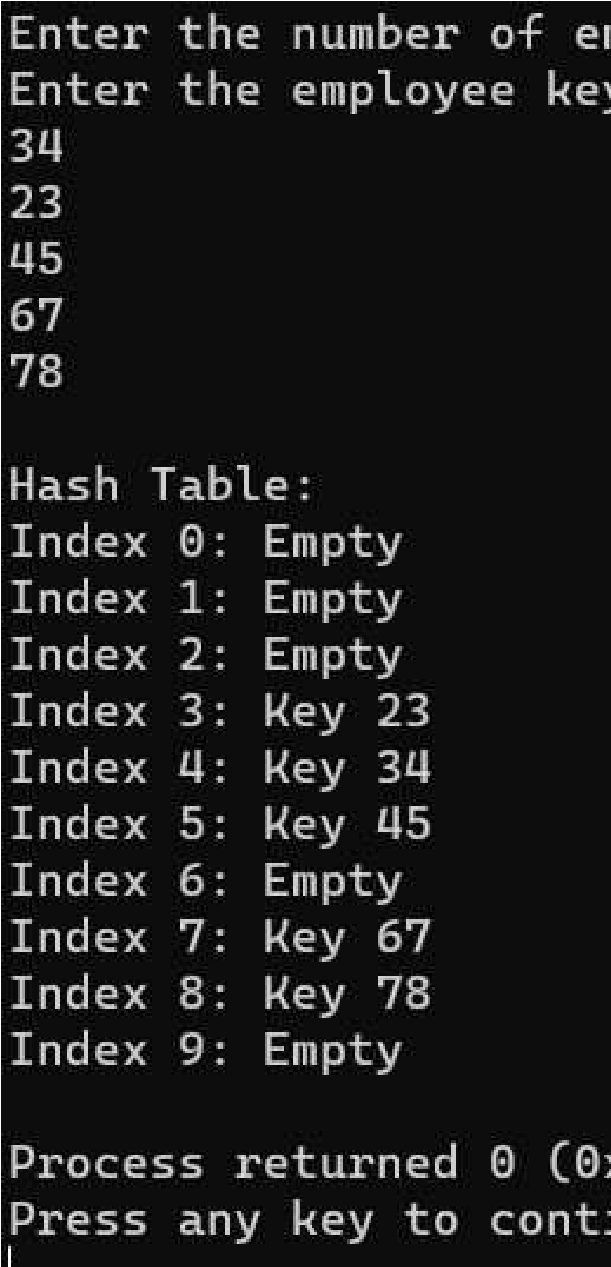 Enter the number of
Enter the employee
34
23
45
67
78
Hash Table:
Index 0: Empty
Index 1: Empty
Index 2: Empty
Index 3: Key 23
Index 4: Key 34
Index 5: Key 45
Index 6: Empty
Index 7: Key 67
Index 8: Key 78
Index 9: Empty
Process returned 0
Press any key to